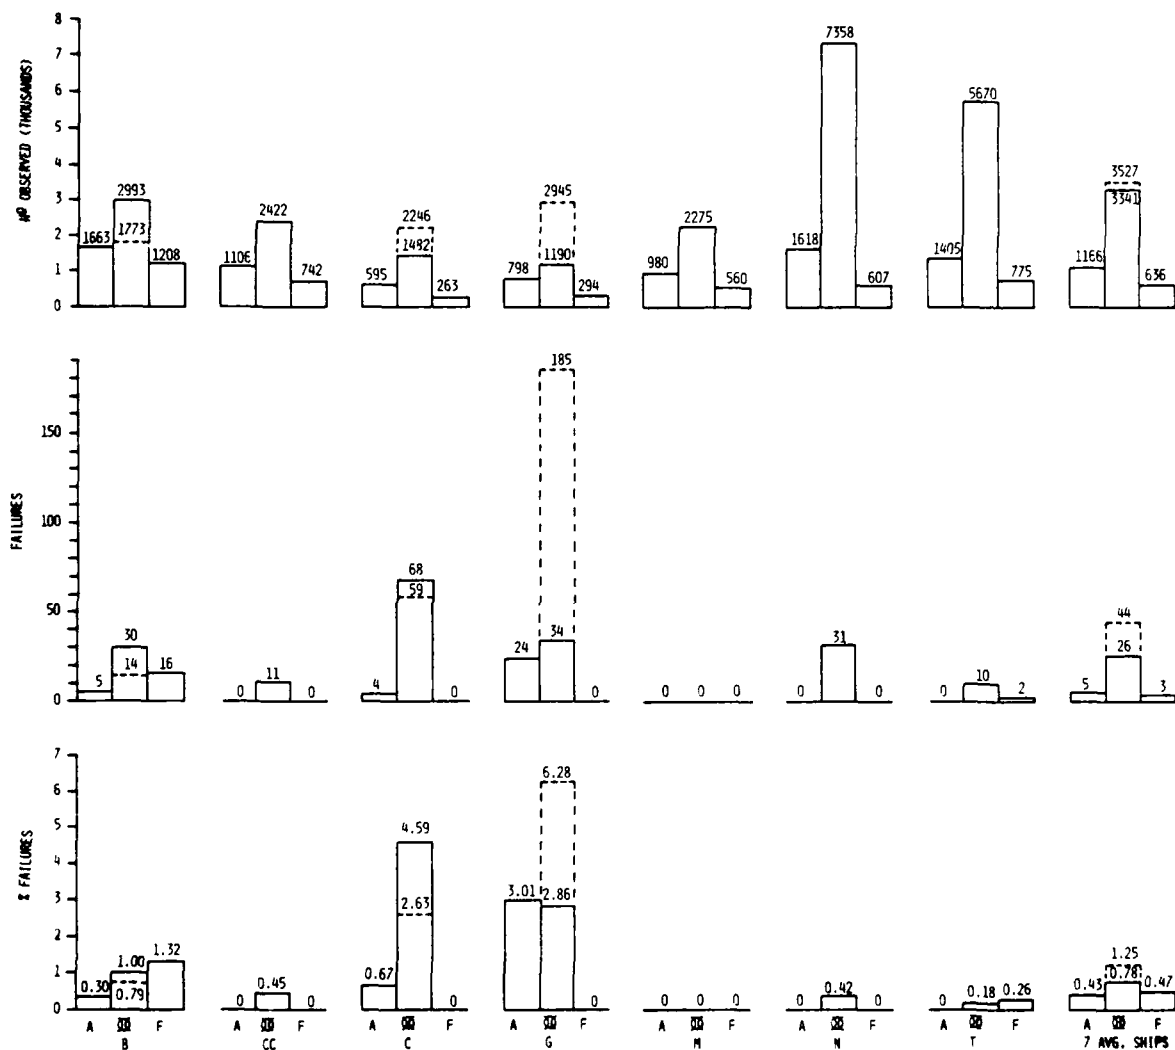 Nº OBSERVED (THOUSANDS)
8
7
6
5
4
3
2
1
0
1663 2993 1773 1208
1106 2422 742
595 2246 1482 263
798 2945 1190 294
980 2275 560
1618 7358 607
1405 5670 775
1166 3527 3341 636
FAILURES
150
100
50
0
5 30 14 16
0 11 0
4 68 59 0
24 185 34 0
0 0 0
0 31 0
0 10 2
5 44 26 3
% FAILURES
7
6
5
4
3
2
1
0
0.30 1.00 0.79 1.32
0 0.45 0
0.67 4.59 2.63 0
3.01 6.28 2.86 0
0 0 0
0 0.42 0
0 0.18 0.26
0.43 1.25 0.78 0.47
A F A F A F A F A F A F A F A F
B CC C G M N T 7 AVG. SHIPS